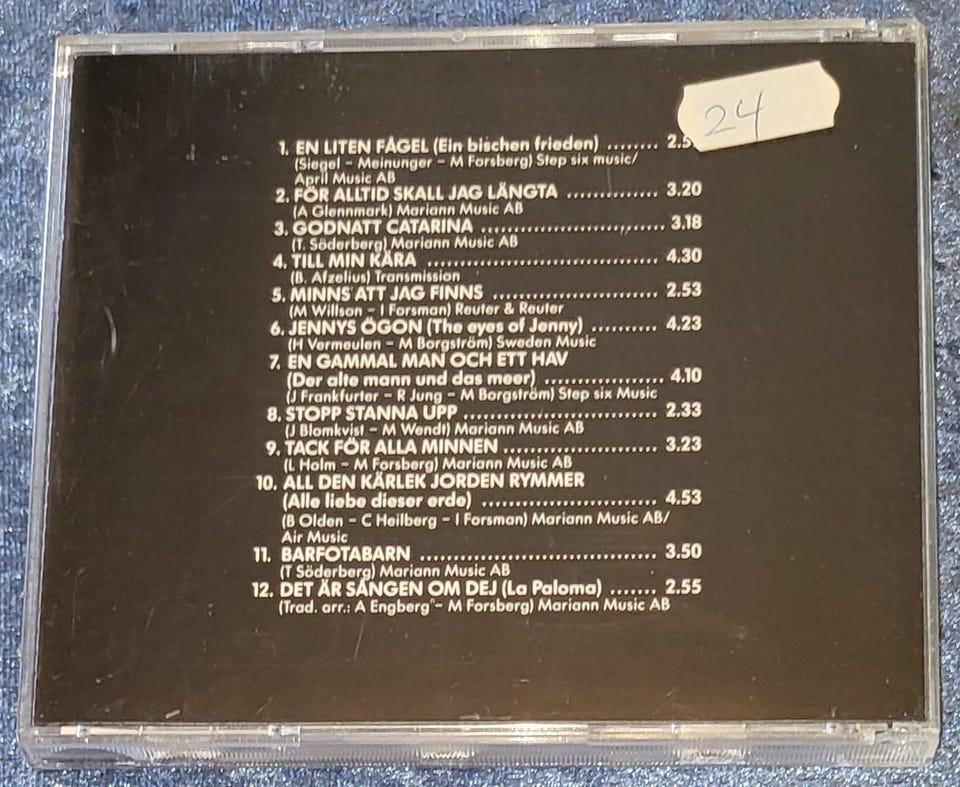 24
1. EN LITEN FÅGEL (Ein bischen frieden) ........
(Siegel – Meinunger – M Forsberg) Step six music/
April Music AB
2. FÖR ALLTID SKALL JAG LÄNGTA ............. 3.20
(A Glennmark) Mariann Music AB
3. GODNATT CATARINA .......................... 3.18
(T. Söderberg) Mariann Music AB
4. TILL MIN KÄRA ................................. 4.30
(B. Afzelius) Transmission
5. MINNS ATT JAG FINNS ........................ 2.53
(M Willson – I Forsman) Reuter & Reuter
6. JENNYS ÖGON (The eyes of Jenny) .......... 4.23
(H Vermeulen – M Borgström) Sweden Music
7. EN GAMMAL MAN OCH ETT HAV
(Der alte mann und das meer) ................. 4.10
(J Frankfurter – R Jung – M Borgström) Step six Music
8. STOPP STANNA UPP ............................ 2.33
(J Blomkvist – M Wendt) Mariann Music AB
9. TACK FÖR ALLA MINNEN ....................... 3.23
(L Holm – M Forsberg) Mariann Music AB
10. ALL DEN KÄRLEK JORDEN RYMMER
(Alle liebe dieser erde) .......................... 4.53
(B Olden – C Heilberg – I Forsman) Mariann Music AB/
Air Music
11. BARFOTABARN .................................. 3.50
(T Söderberg) Mariann Music AB
12. DET ÄR SÅNGEN OM DEJ (La Paloma) ....... 2.55
(Trad. arr.: A Engberg – M Forsberg) Mariann Music AB